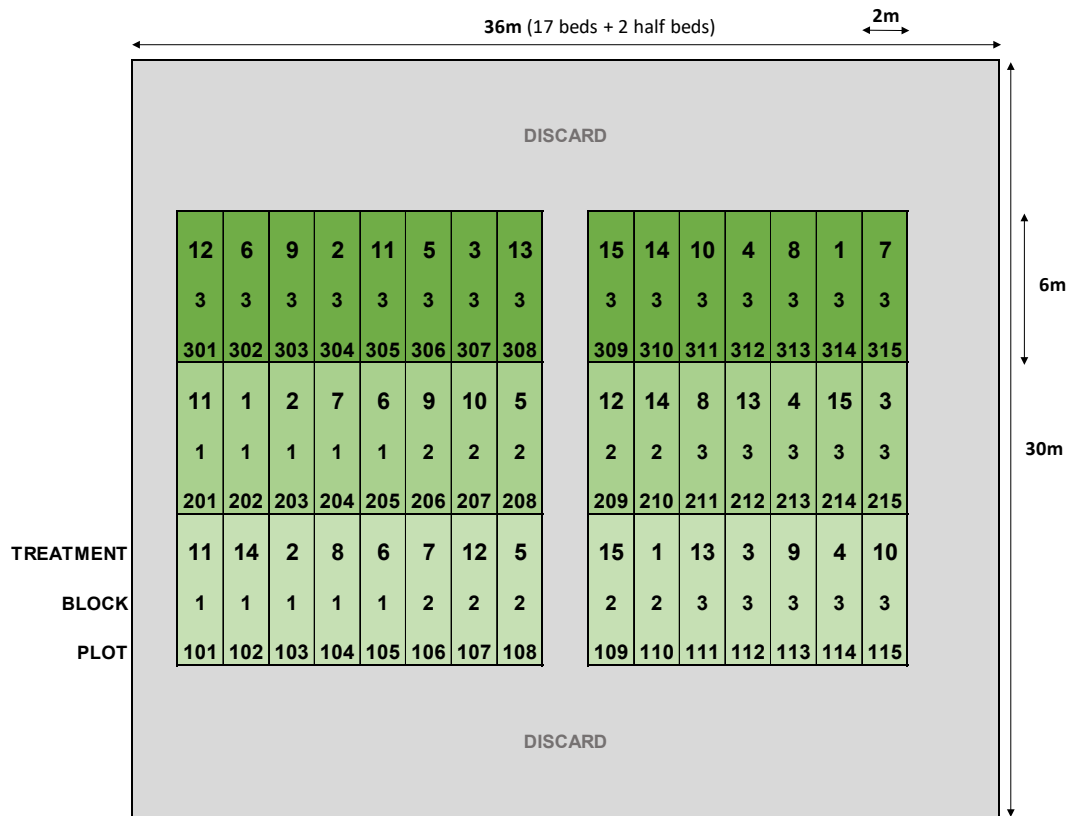 36m (17 beds + 2 half beds)
2m
DISCARD
12 6 9 2 11 5 3 13 15 14 10 4 8 1 7
3 3 3 3 3 3 3 3 3 3 3 3 3 3 3
301 302 303 304 305 306 307 308 309 310 311 312 313 314 315
6m
11 1 2 7 6 9 10 5 12 14 8 13 4 15 3
1 1 1 1 1 2 2 2 2 2 3 3 3 3 3
201 202 203 204 205 206 207 208 209 210 211 212 213 214 215
30m
TREATMENT 11 14 2 8 6 7 12 5 15 1 13 3 9 4 10
BLOCK 1 1 1 1 1 2 2 2 2 2 3 3 3 3 3
PLOT 101 102 103 104 105 106 107 108 109 110 111 112 113 114 115
DISCARD